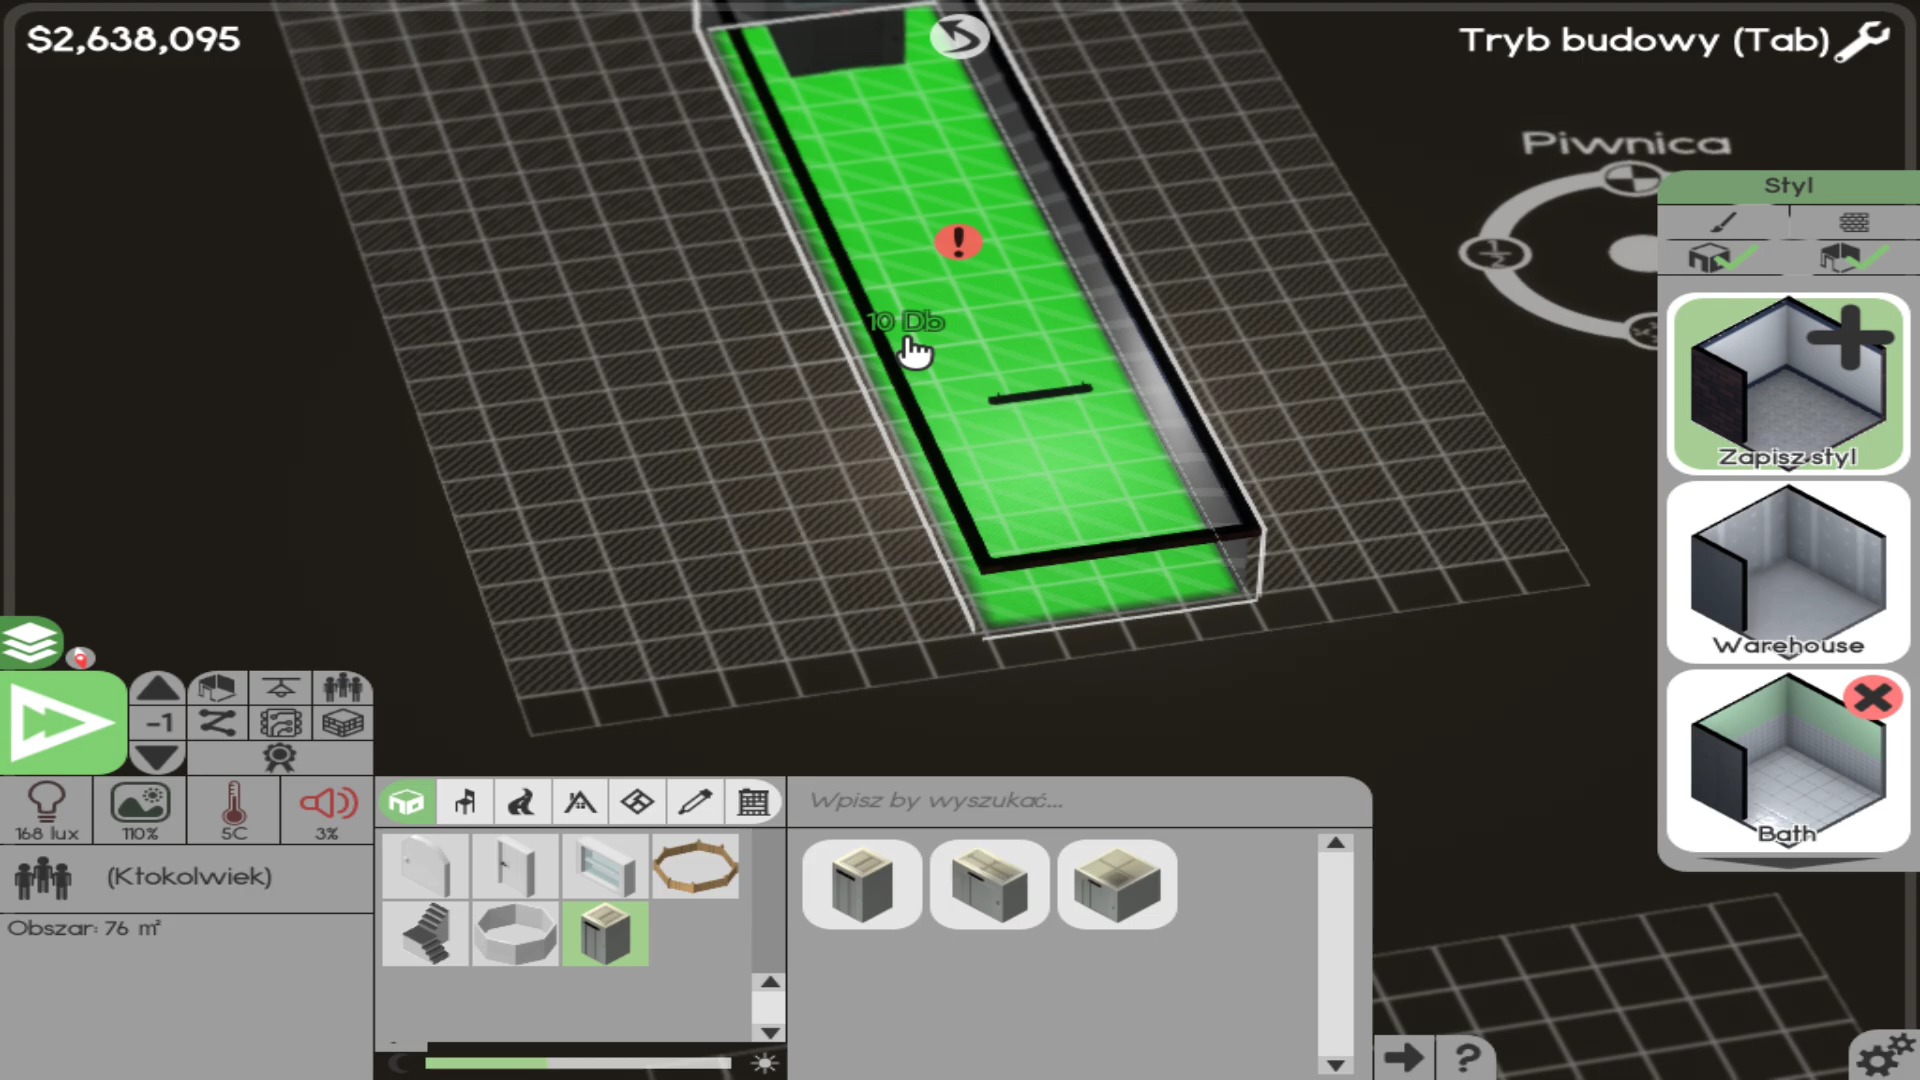 $2,638,095
Tryb budowy (Tab)
Piwnica
Styl
10 Db
Zapisz styl
Warehouse
Bath
-1
168 lux
110%
5C
3%
(Ktokolwiek)
Obszar: 76 m²
Wpisz by wyszukać...
?